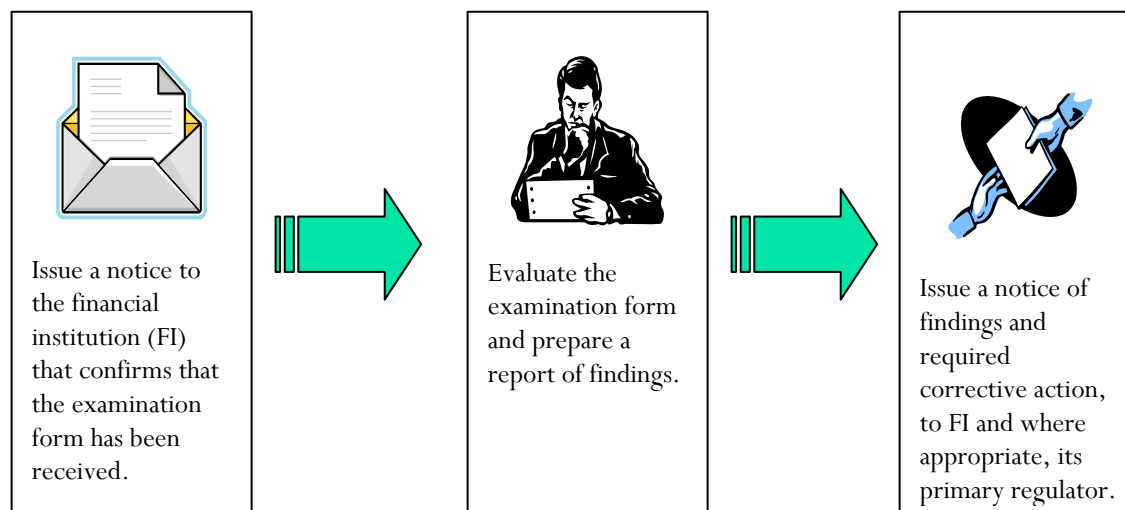 Issue a notice to
the financial
institution (FI)
that confirms that
the examination
form has been
received.
Evaluate the
examination form
and prepare a
report of findings.
Issue a notice of
findings and
required
corrective action,
to FI and where
appropriate, its
primary regulator.